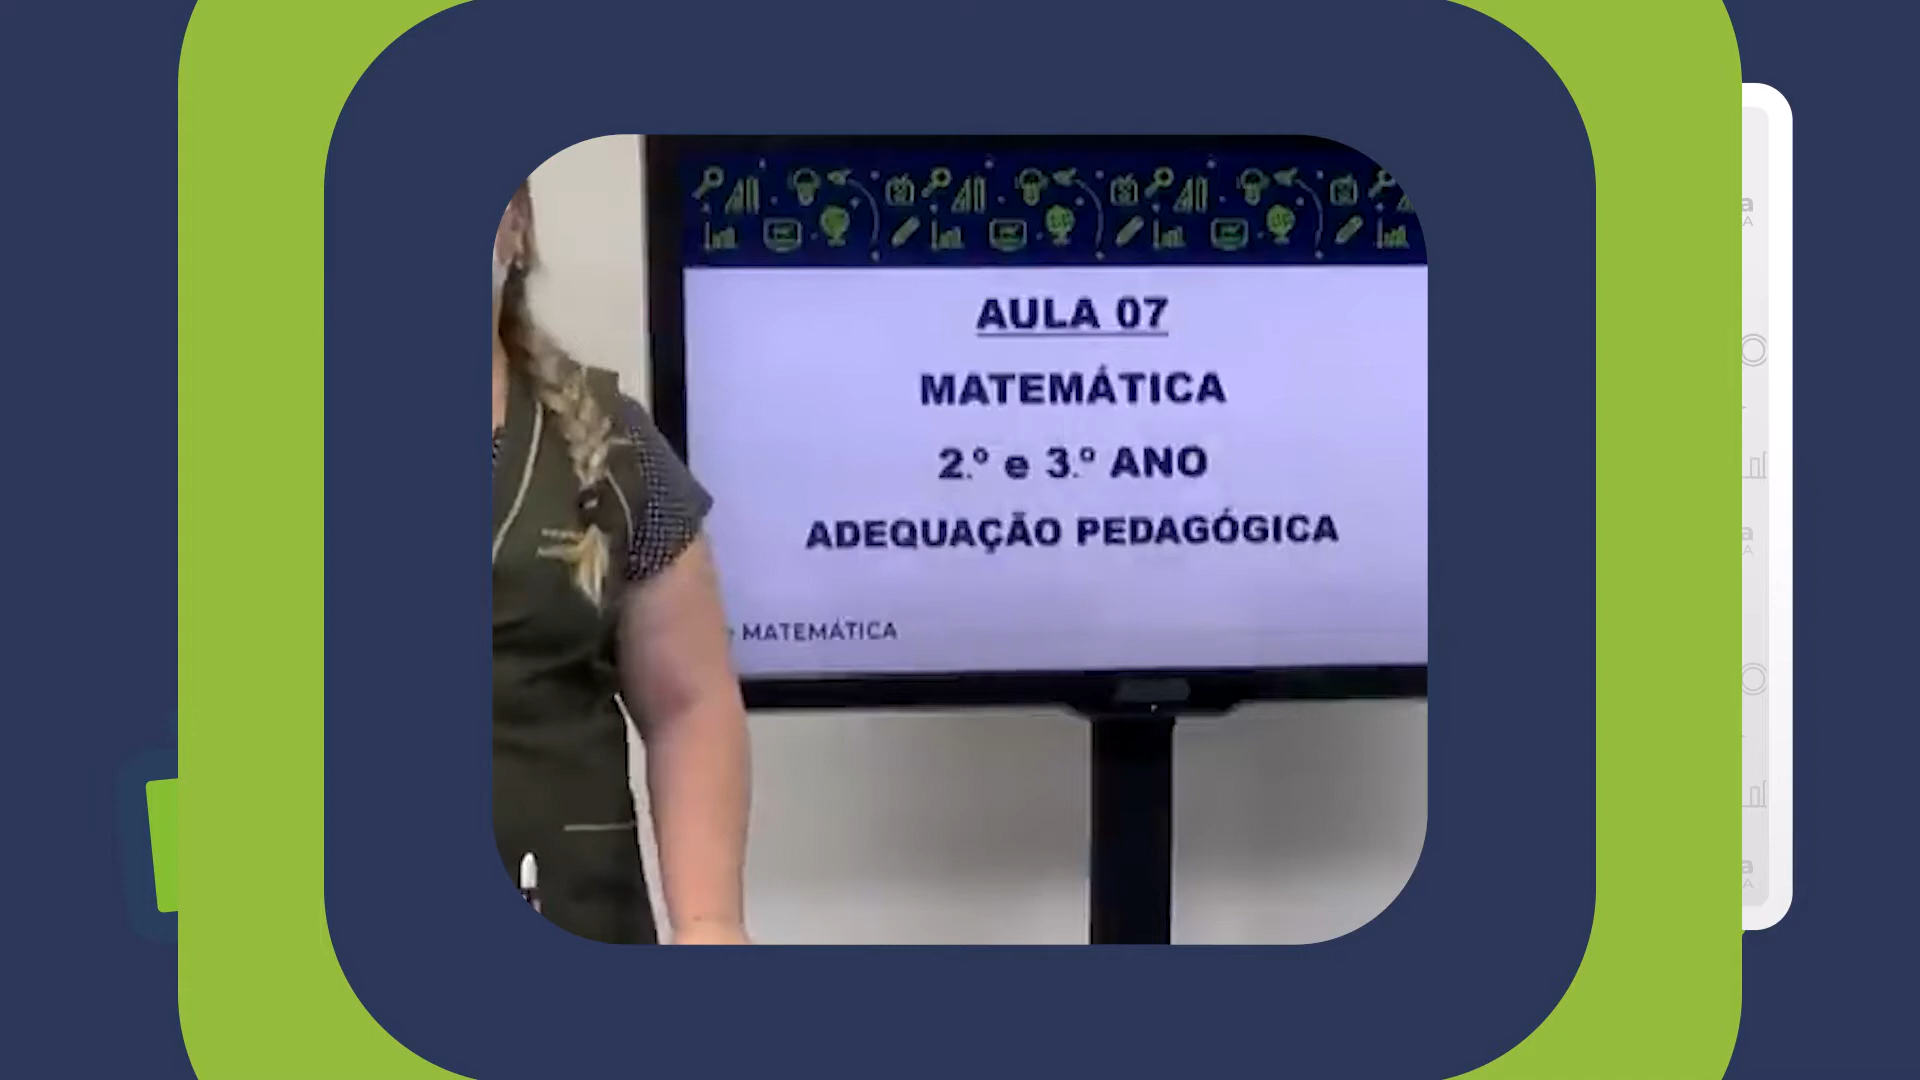 AULA 07
MATEMÁTICA
2.º e 3.º ANO
ADEQUAÇÃO PEDAGÓGICA
MATEMÁTICA